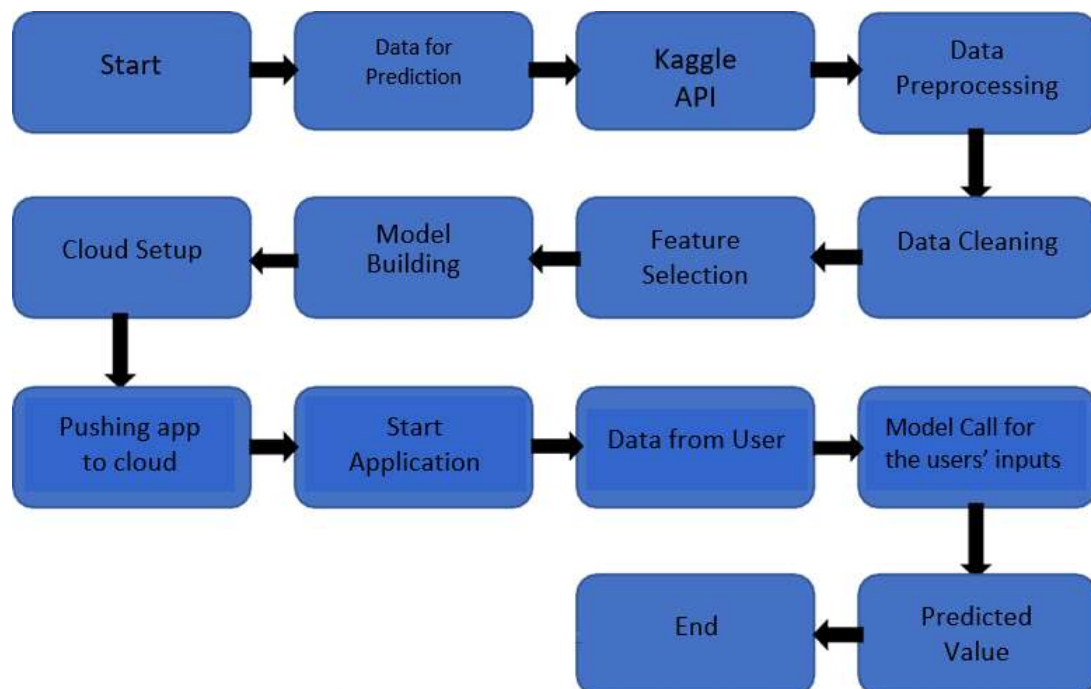 Start
Data for
Prediction
Kaggle
API
Data
Preprocessing
Cloud Setup
Model
Building
Feature
Selection
Data Cleaning
Pushing app
to cloud
Start
Application
Data from User
Model Call for
the users’ inputs
End
Predicted
Value